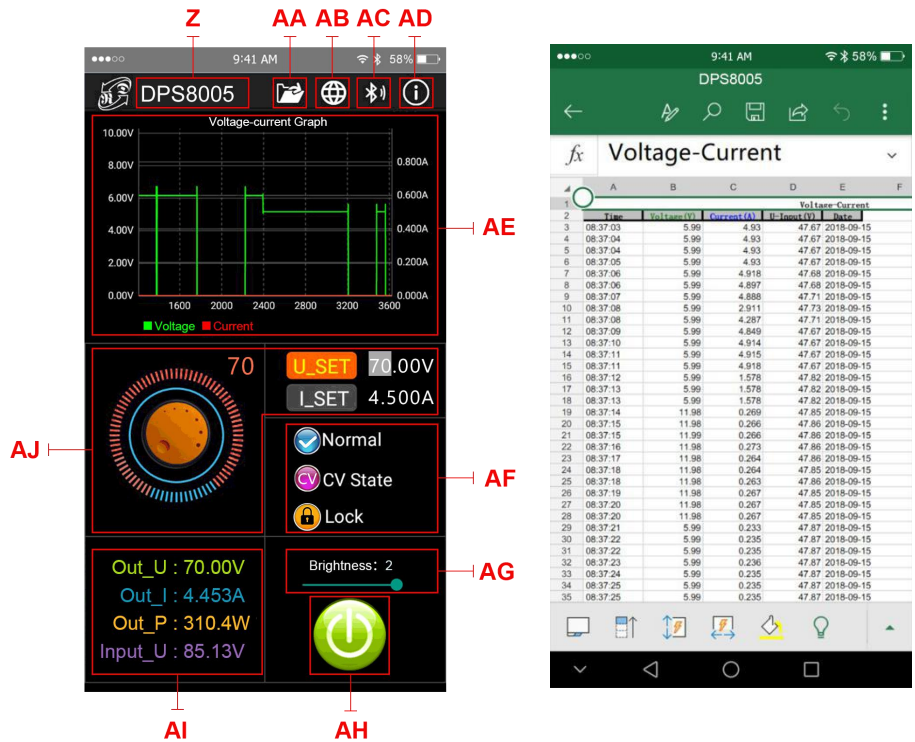 Z AA AB AC AD
9:41 AM 58%
DPS8005
Voltage-current Graph
10.00V
8.00V
6.00V
4.00V
2.00V
0.00V
0.800A
0.600A
0.400A
0.200A
0.000A
1600 2000 2400 2800 3200 3600
Voltage Current
AE
70
U_SET 70.00V
I_SET 4.500A
AJ
Normal
CV CV State
Lock
AF
Out_U : 70.00V
Out_I : 4.453A
Out_P : 310.4W
Input_U : 85.13V
Brightness: 2
AG
AI
AH
9:41 AM 58%
DPS8005
fx Voltage-Current
A B C D E F
1 Voltage-Current
2 Time Voltage(V) Current(A) U-Input(V) Date
3 08:37:03 5.99 4.93 47.67 2018-09-15
4 08:37:04 5.99 4.93 47.67 2018-09-15
5 08:37:04 5.99 4.93 47.67 2018-09-15
6 08:37:05 5.99 4.93 47.67 2018-09-15
7 08:37:06 5.99 4.918 47.68 2018-09-15
8 08:37:06 5.99 4.897 47.68 2018-09-15
9 08:37:07 5.99 4.888 47.71 2018-09-15
10 08:37:08 5.99 2.911 47.73 2018-09-15
11 08:37:08 5.99 4.287 47.71 2018-09-15
12 08:37:09 5.99 4.849 47.67 2018-09-15
13 08:37:10 5.99 4.914 47.67 2018-09-15
14 08:37:11 5.99 4.915 47.67 2018-09-15
15 08:37:11 5.99 4.918 47.67 2018-09-15
16 08:37:12 5.99 1.578 47.82 2018-09-15
17 08:37:13 5.99 1.578 47.82 2018-09-15
18 08:37:13 5.99 1.578 47.82 2018-09-15
19 08:37:14 11.98 0.269 47.85 2018-09-15
20 08:37:15 11.98 0.266 47.86 2018-09-15
21 08:37:15 11.99 0.266 47.86 2018-09-15
22 08:37:16 11.98 0.273 47.86 2018-09-15
23 08:37:17 11.98 0.264 47.86 2018-09-15
24 08:37:18 11.98 0.264 47.85 2018-09-15
25 08:37:18 11.98 0.263 47.86 2018-09-15
26 08:37:19 11.98 0.267 47.85 2018-09-15
27 08:37:20 11.98 0.267 47.85 2018-09-15
28 08:37:20 11.98 0.267 47.85 2018-09-15
29 08:37:21 5.99 0.233 47.87 2018-09-15
30 08:37:22 5.99 0.235 47.87 2018-09-15
31 08:37:22 5.99 0.235 47.87 2018-09-15
32 08:37:23 5.99 0.236 47.87 2018-09-15
33 08:37:24 5.99 0.235 47.87 2018-09-15
34 08:37:25 5.99 0.235 47.87 2018-09-15
35 08:37:25 5.99 0.235 47.87 2018-09-15